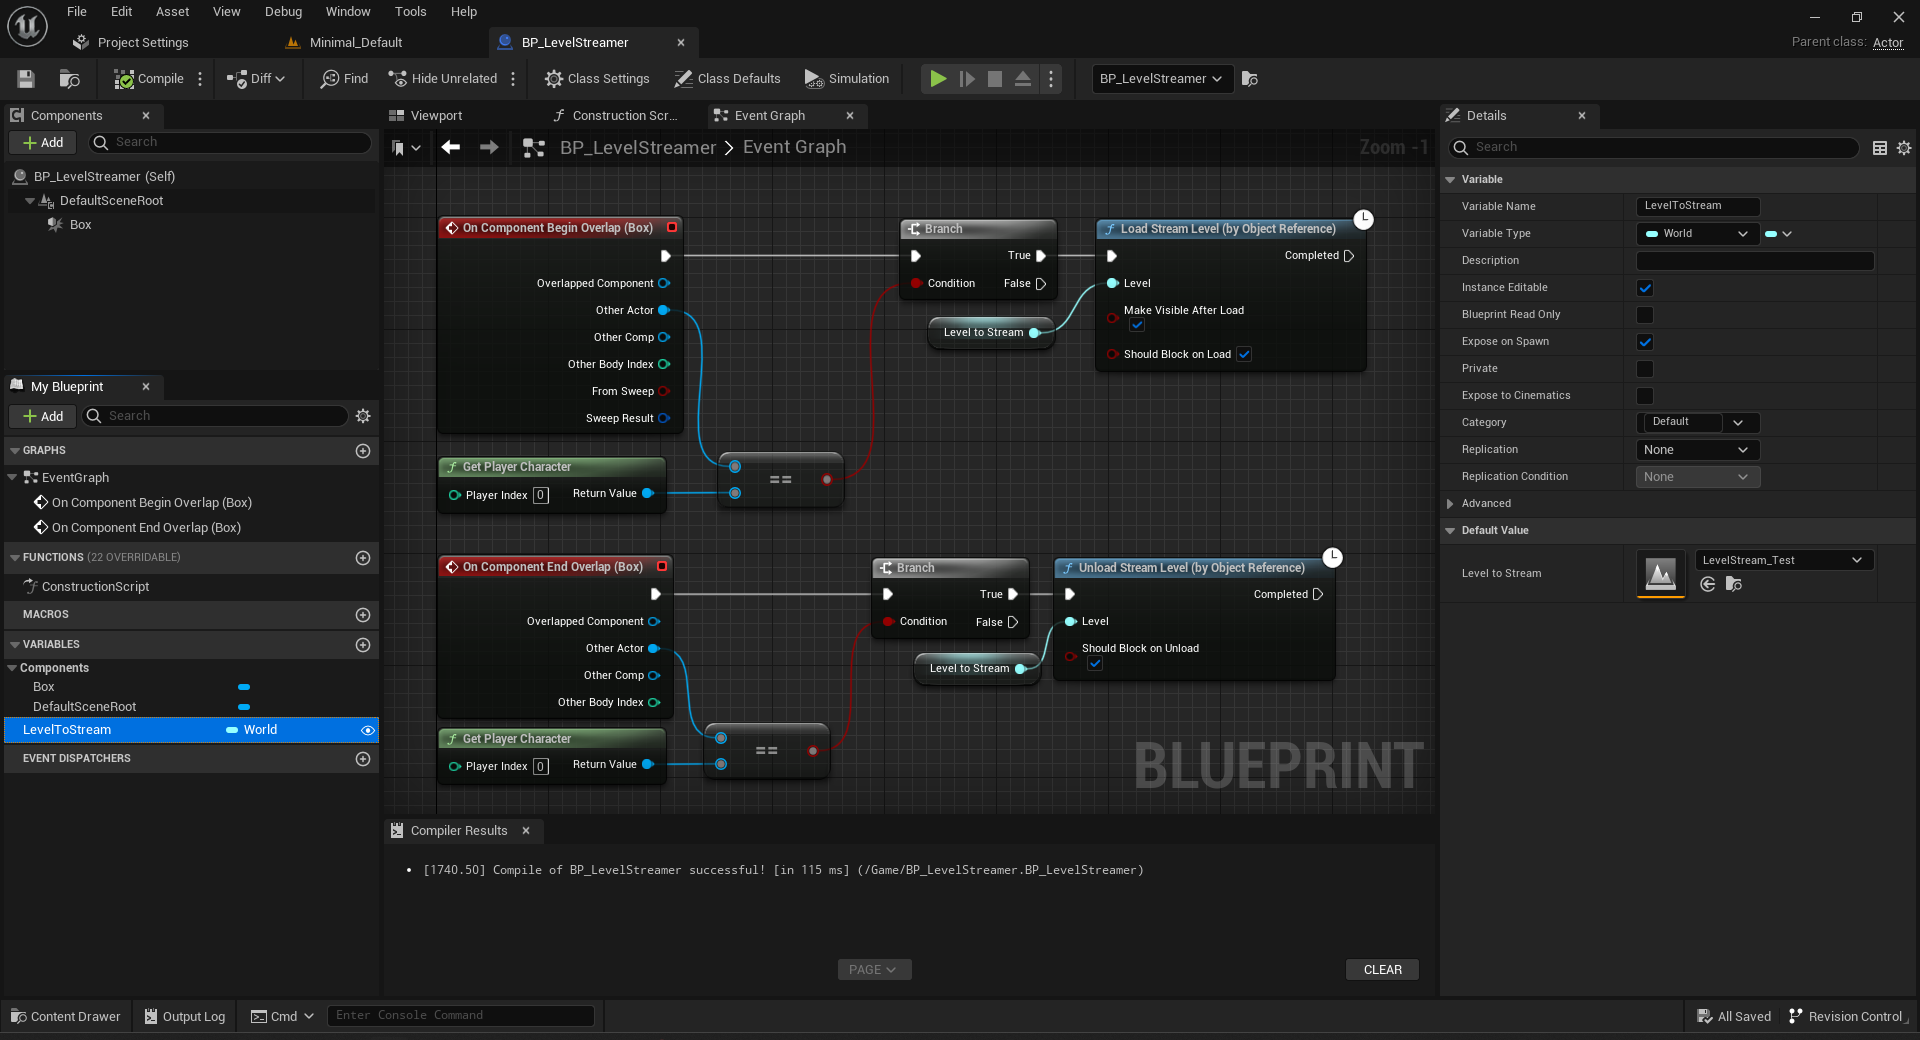 File Edit Asset View Debug Window Tools Help
Project Settings Minimal_Default BP_LevelStreamer Parent class: Actor
Compile Diff Find Hide Unrelated Class Settings Class Defaults Simulation BP_LevelStreamer
Components
Add Search
BP_LevelStreamer (Self)
DefaultSceneRoot
Box
My Blueprint
Add Search
GRAPHS
EventGraph
On Component Begin Overlap (Box)
On Component End Overlap (Box)
FUNCTIONS (22 OVERRIDABLE)
ConstructionScript
MACROS
VARIABLES
Components
Box
DefaultSceneRoot
LevelToStream World
EVENT DISPATCHERS
Viewport Construction Scr... Event Graph
BP_LevelStreamer > Event Graph Zoom -1
On Component Begin Overlap (Box)
Overlapped Component
Other Actor
Other Comp
Other Body Index
From Sweep
Sweep Result
Get Player Character
Player Index 0 Return Value
==
Branch
True
Condition False
Level to Stream
Load Stream Level (by Object Reference)
Completed
Level
Make Visible After Load
Should Block on Load
On Component End Overlap (Box)
Overlapped Component
Other Actor
Other Comp
Other Body Index
Get Player Character
Player Index 0 Return Value
==
Branch
True
Condition False
Level to Stream
Unload Stream Level (by Object Reference)
Completed
Level
Should Block on Unload
BLUEPRINT
Compiler Results
[1740.50] Compile of BP_LevelStreamer successful! [in 115 ms] (/Game/BP_LevelStreamer.BP_LevelStreamer)
PAGE CLEAR
Details
Search
Variable
Variable Name LevelToStream
Variable Type World
Description
Instance Editable
Blueprint Read Only
Expose on Spawn
Private
Expose to Cinematics
Category Default
Replication None
Replication Condition None
Advanced
Default Value
Level to Stream LevelStream_Test
Content Drawer Output Log Cmd Enter Console Command All Saved Revision Control